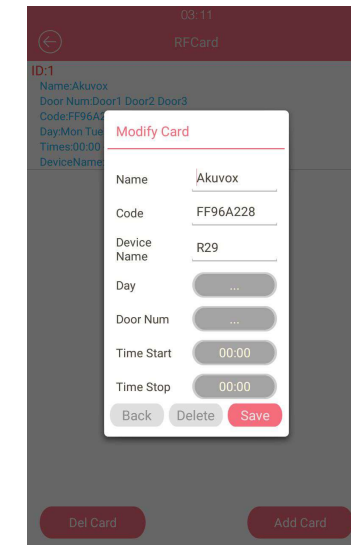 03:11
RFCard
ID:1
Name:Akuvox
Door Num:Door1 Door2 Door3
Code:FF96A2
Day:Mon Tue
Times:00:00
DeviceName:
Modify Card
Name Akuvox
Code FF96A228
Device Name R29
Day ...
Door Num ...
Time Start 00:00
Time Stop 00:00
Back Delete Save
Del Card Add Card